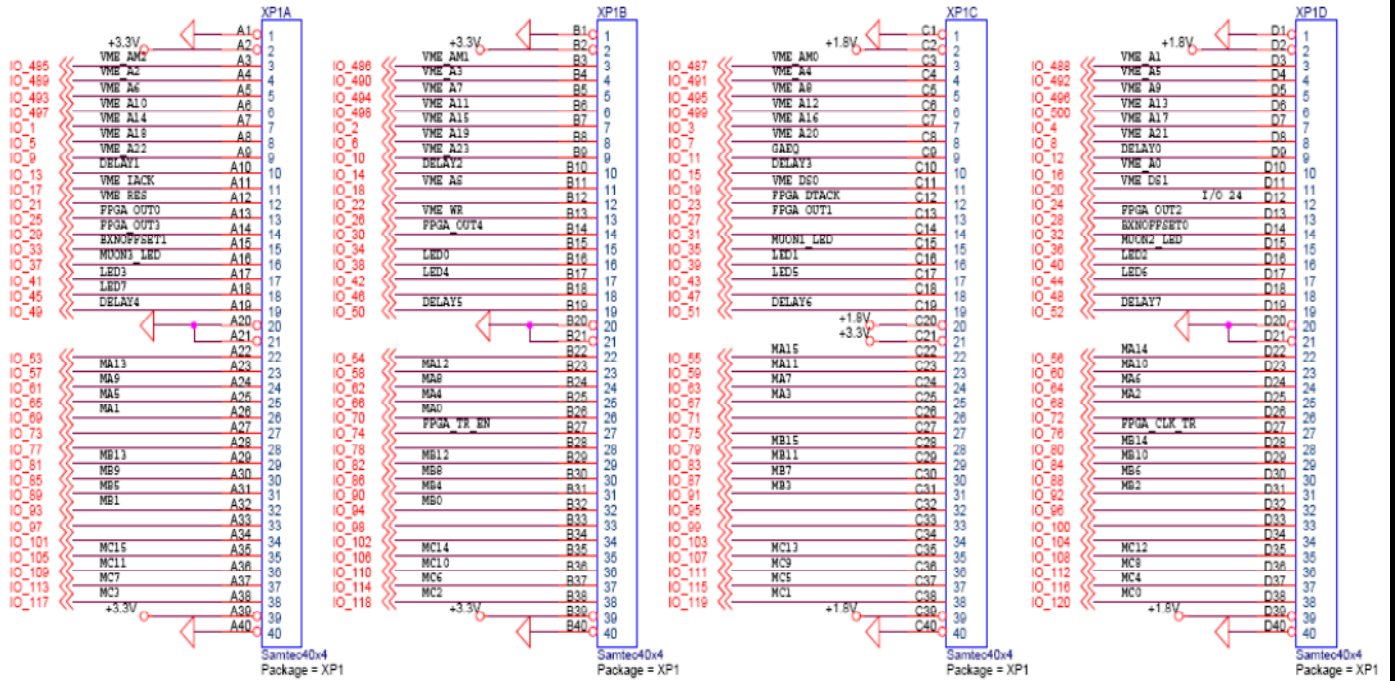 XP1A
A1 1
+3.3V A2 2
IO_485 VME_AM2 A3 3
IO_489 VME_A2 A4 4
IO_493 VME_A6 A5 5
IO_497 VME_A10 A6 6
IO_1 VME_A14 A7 7
IO_5 VME_A18 A8 8
IO_9 VME_A22 A9 9
IO_13 DELAY1 A10 10
IO_17 VME_IACK A11 11
IO_21 VME_RES A12 12
IO_25 FPGA_OUT0 A13 13
IO_29 FPGA_OUT3 A14 14
IO_33 BXNOFFSET1 A15 15
IO_37 MUON3_LED A16 16
IO_41 LED3 A17 17
IO_45 LED7 A18 18
IO_49 DELAY4 A19 19
A20 20
A21 21
IO_53 A22 22
IO_57 MA13 A23 23
IO_61 MA9 A24 24
IO_65 MA5 A25 25
IO_69 MA1 A26 26
IO_73 A27 27
IO_77 A28 28
IO_81 MB13 A29 29
IO_85 MB9 A30 30
IO_89 MB5 A31 31
IO_93 MB1 A32 32
IO_97 A33 33
IO_101 A34 34
IO_105 MC15 A35 35
IO_109 MC11 A36 36
IO_113 MC7 A37 37
IO_117 MC3 A38 38
+3.3V A39 39
A40 40
Samtec40x4
Package = XP1
XP1B
B1 1
+3.3V B2 2
IO_486 VME_AM1 B3 3
IO_490 VME_A3 B4 4
IO_494 VME_A7 B5 5
IO_498 VME_A11 B6 6
IO_2 VME_A15 B7 7
IO_6 VME_A19 B8 8
IO_10 VME_A23 B9 9
IO_14 DELAY2 B10 10
IO_18 VME_AS B11 11
IO_22 B12 12
IO_26 VME_WR B13 13
IO_30 FPGA_OUT4 B14 14
IO_34 B15 15
IO_38 LED0 B16 16
IO_42 LED4 B17 17
IO_46 B18 18
IO_50 DELAY5 B19 19
B20 20
B21 21
IO_54 B22 22
IO_58 MA12 B23 23
IO_62 MA8 B24 24
IO_66 MA4 B25 25
IO_70 MA0 B26 26
IO_74 FPGA_TR_EN B27 27
IO_78 B28 28
IO_82 MB12 B29 29
IO_86 MB8 B30 30
IO_90 MB4 B31 31
IO_94 MB0 B32 32
IO_98 B33 33
IO_102 B34 34
IO_106 MC14 B35 35
IO_110 MC10 B36 36
IO_114 MC6 B37 37
IO_118 MC2 B38 38
+3.3V B39 39
B40 40
Samtec40x4
Package = XP1
XP1C
C1 1
+1.8V C2 2
IO_487 VME_AM0 C3 3
IO_491 VME_A4 C4 4
IO_495 VME_A8 C5 5
IO_499 VME_A12 C6 6
IO_3 VME_A16 C7 7
IO_7 VME_A20 C8 8
IO_11 GAEQ C9 9
IO_15 DELAY3 C10 10
IO_19 VME_DS0 C11 11
IO_23 FPGA_DTACK C12 12
IO_27 FPGA_OUT1 C13 13
IO_31 C14 14
IO_35 MUON1_LED C15 15
IO_39 LED1 C16 16
IO_43 LED5 C17 17
IO_47 C18 18
IO_51 DELAY6 C19 19
+1.8V C20 20
+3.3V C21 21
IO_55 MA15 C22 22
IO_59 MA11 C23 23
IO_63 MA7 C24 24
IO_67 MA3 C25 25
IO_71 C26 26
IO_75 C27 27
IO_79 MB15 C28 28
IO_83 MB11 C29 29
IO_87 MB7 C30 30
IO_91 MB3 C31 31
IO_95 C32 32
IO_99 C33 33
IO_103 C34 34
IO_107 MC13 C35 35
IO_111 MC9 C36 36
IO_115 MC5 C37 37
IO_119 MC1 C38 38
+1.8V C39 39
C40 40
Samtec40x4
Package = XP1
XP1D
D1 1
+1.8V D2 2
IO_488 VME_A1 D3 3
IO_492 VME_A5 D4 4
IO_496 VME_A9 D5 5
IO_500 VME_A13 D6 6
IO_4 VME_A17 D7 7
IO_8 VME_A21 D8 8
IO_12 DELAY0 D9 9
IO_16 VME_A0 D10 10
IO_20 VME_DS1 D11 11
IO_24 I/O 24 D12 12
IO_28 FPGA_OUT2 D13 13
IO_32 BXNOFFSET0 D14 14
IO_36 MUON2_LED D15 15
IO_40 LED2 D16 16
IO_44 LED6 D17 17
IO_48 D18 18
IO_52 DELAY7 D19 19
D20 20
D21 21
IO_56 MA14 D22 22
IO_60 MA10 D23 23
IO_64 MA6 D24 24
IO_68 MA2 D25 25
IO_72 D26 26
IO_76 FPGA_CLK_TR D27 27
IO_80 MB14 D28 28
IO_84 MB10 D29 29
IO_88 MB6 D30 30
IO_92 MB2 D31 31
IO_96 D32 32
IO_100 D33 33
IO_104 D34 34
IO_108 MC12 D35 35
IO_112 MC8 D36 36
IO_116 MC4 D37 37
IO_120 MC0 D38 38
+1.8V D39 39
D40 40
Samtec40x4
Package = XP1